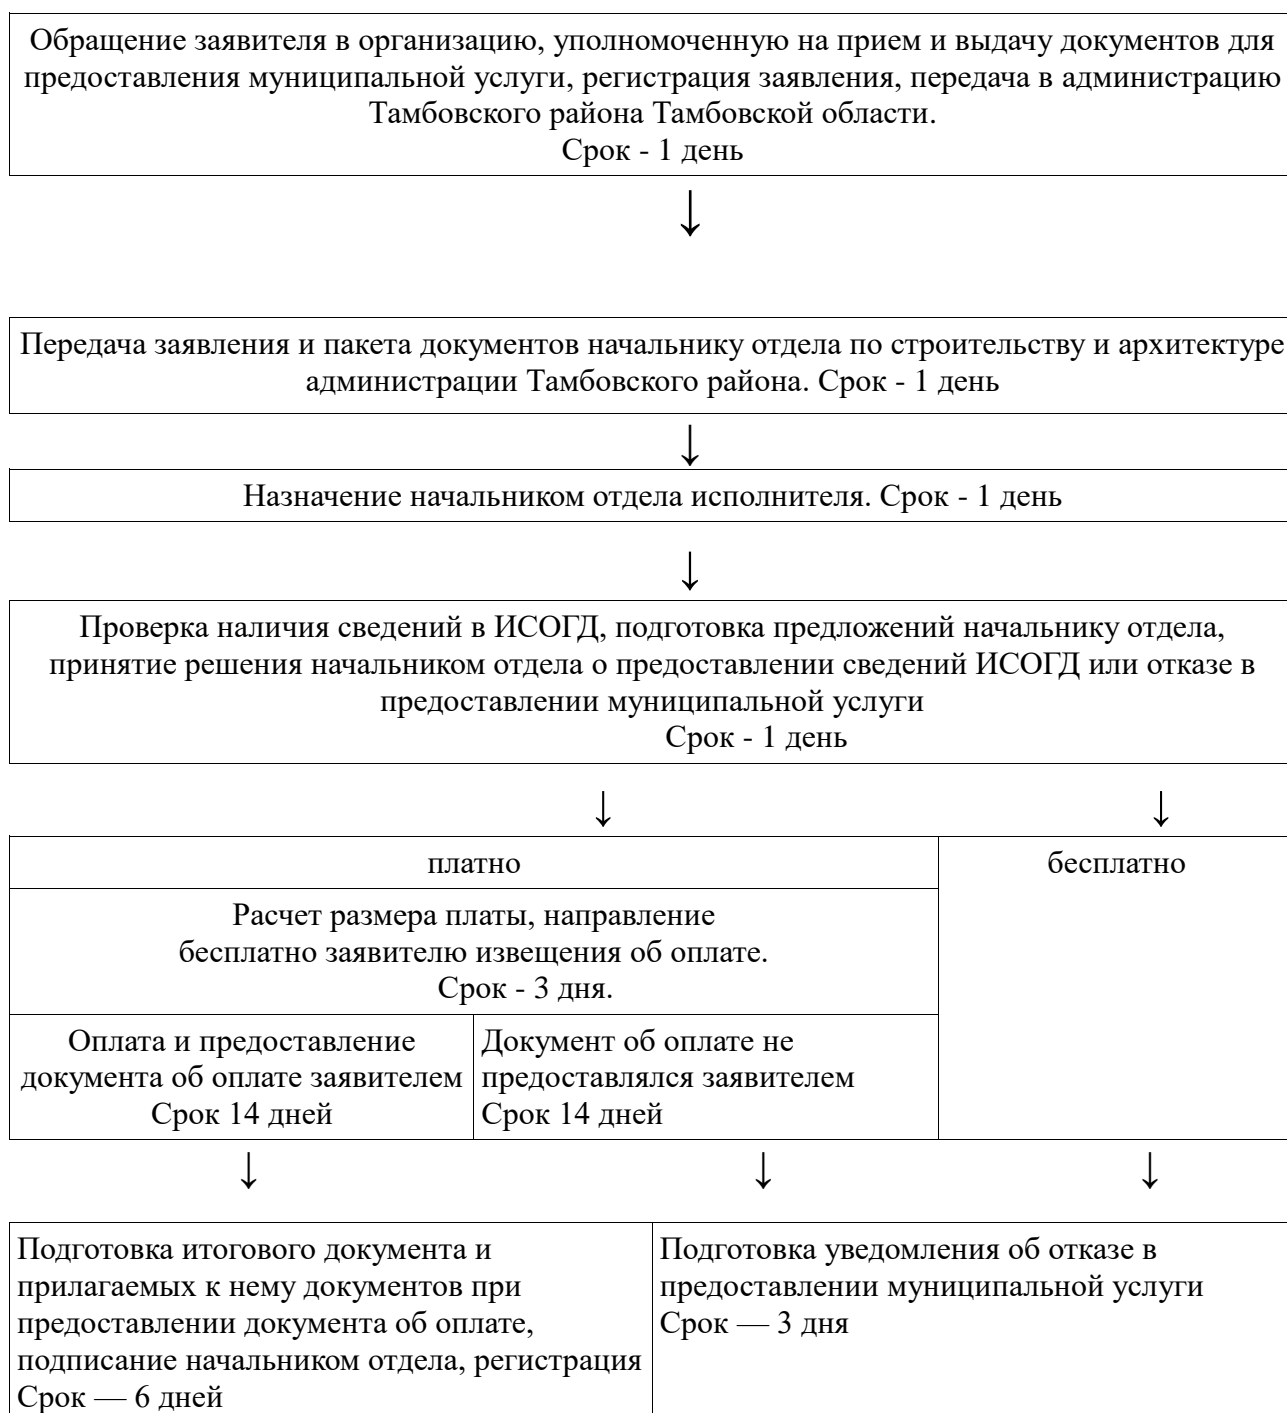 Обращение заявителя в организацию, уполномоченную на прием и выдачу документов для
предоставления муниципальной услуги, регистрация заявления, передача в администрацию
Тамбовского района Тамбовской области.
Срок - 1 день
↓
Передача заявления и пакета документов начальнику отдела по строительству и архитектуре
администрации Тамбовского района. Срок - 1 день
↓
Назначение начальником отдела исполнителя. Срок - 1 день
↓
Проверка наличия сведений в ИСОГД, подготовка предложений начальнику отдела,
принятие решения начальником отдела о предоставлении сведений ИСОГД или отказе в
предоставлении муниципальной услуги
Срок - 1 день
↓ ↓
платно
бесплатно
Расчет размера платы, направление
бесплатно заявителю извещения об оплате.
Срок - 3 дня.
Оплата и предоставление
документа об оплате заявителем
Срок 14 дней
Документ об оплате не
предоставлялся заявителем
Срок 14 дней
↓ ↓ ↓
Подготовка итогового документа и
прилагаемых к нему документов при
предоставлении документа об оплате,
подписание начальником отдела, регистрация
Срок — 6 дней
Подготовка уведомления об отказе в
предоставлении муниципальной услуги
Срок — 3 дня